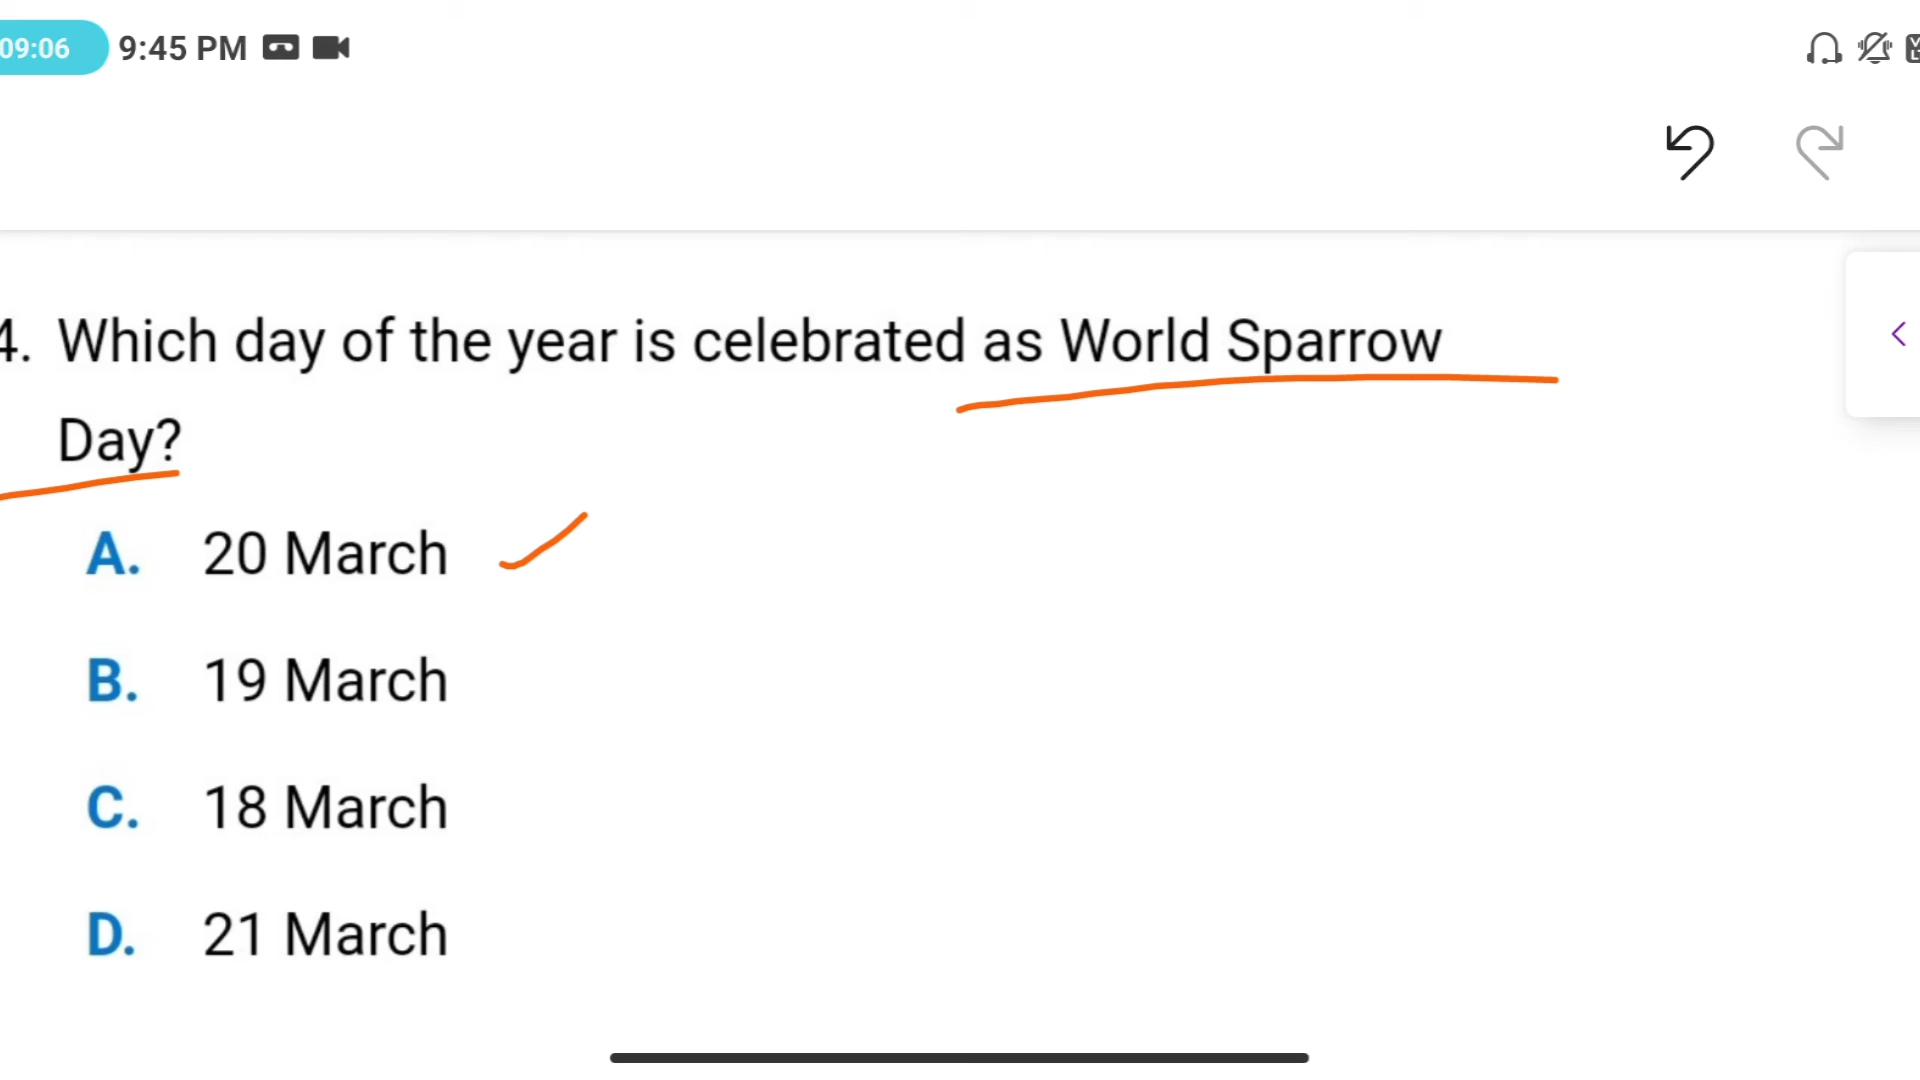 09:06 9:45 PM
4. Which day of the year is celebrated as World Sparrow
Day?
A. 20 March
B. 19 March
C. 18 March
D. 21 March